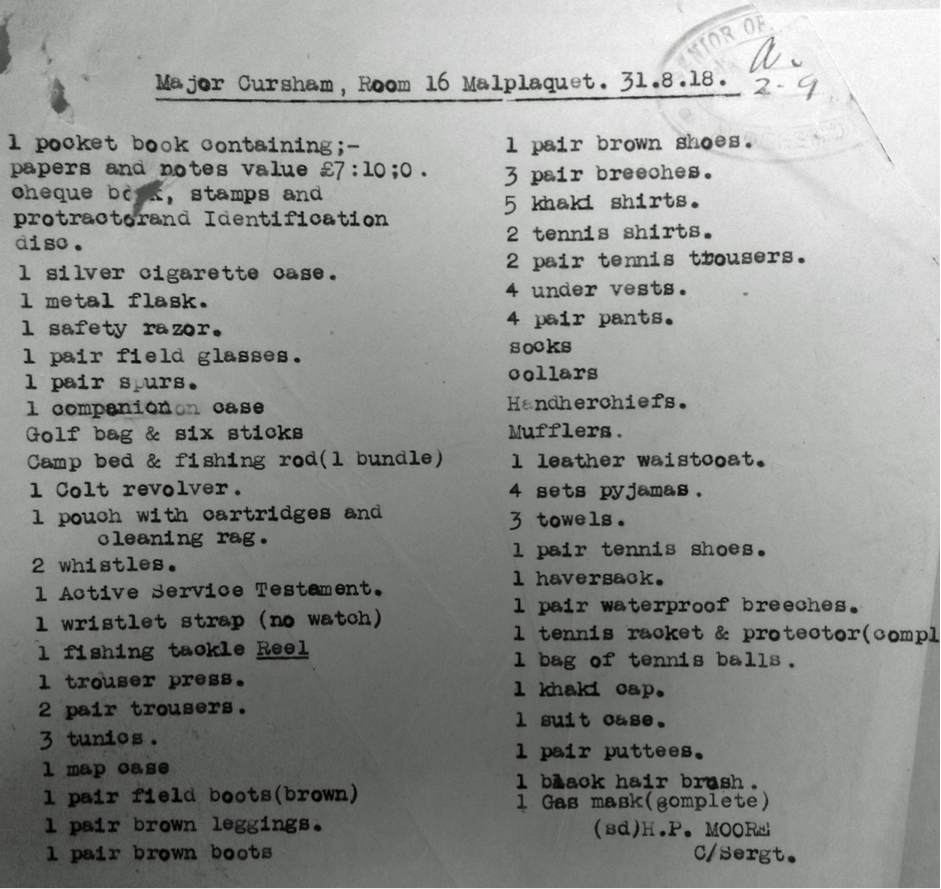 Major Cursham, Room 16 Malplaquet. 31.8.18.
2-9
1 pocket book containing;-
papers and notes value £7:10;0.
cheque book, stamps and
protractorand Identification
disc.
1 silver cigarette case.
1 metal flask.
1 safety razor.
1 pair field glasses.
1 pair spurs.
1 companion case
Golf bag & six sticks
Camp bed & fishing rod(1 bundle)
1 Colt revolver.
1 pouch with cartridges and
cleaning rag.
2 whistles.
1 Active Service Testament.
1 wristlet strap (no watch)
1 fishing tackle Reel
1 trouser press.
2 pair trousers.
3 tunics.
1 map case
1 pair field boots(brown)
1 pair brown leggings.
1 pair brown boots
1 pair brown shoes.
3 pair breeches.
5 khaki shirts.
2 tennis shirts.
2 pair tennis trousers.
4 under vests.
4 pair pants.
socks
collars
Handherchiefs.
Mufflers.
1 leather waistcoat.
4 sets pyjamas.
3 towels.
1 pair tennis shoes.
1 haversack.
1 pair waterproof breeches.
1 tennis racket & protector(compl
1 bag of tennis balls.
1 khaki cap.
1 suit case.
1 pair puttees.
1 black hair brush.
1 Gas mask(gomplete)
(sd)H.P. MOORE
C/Sergt.